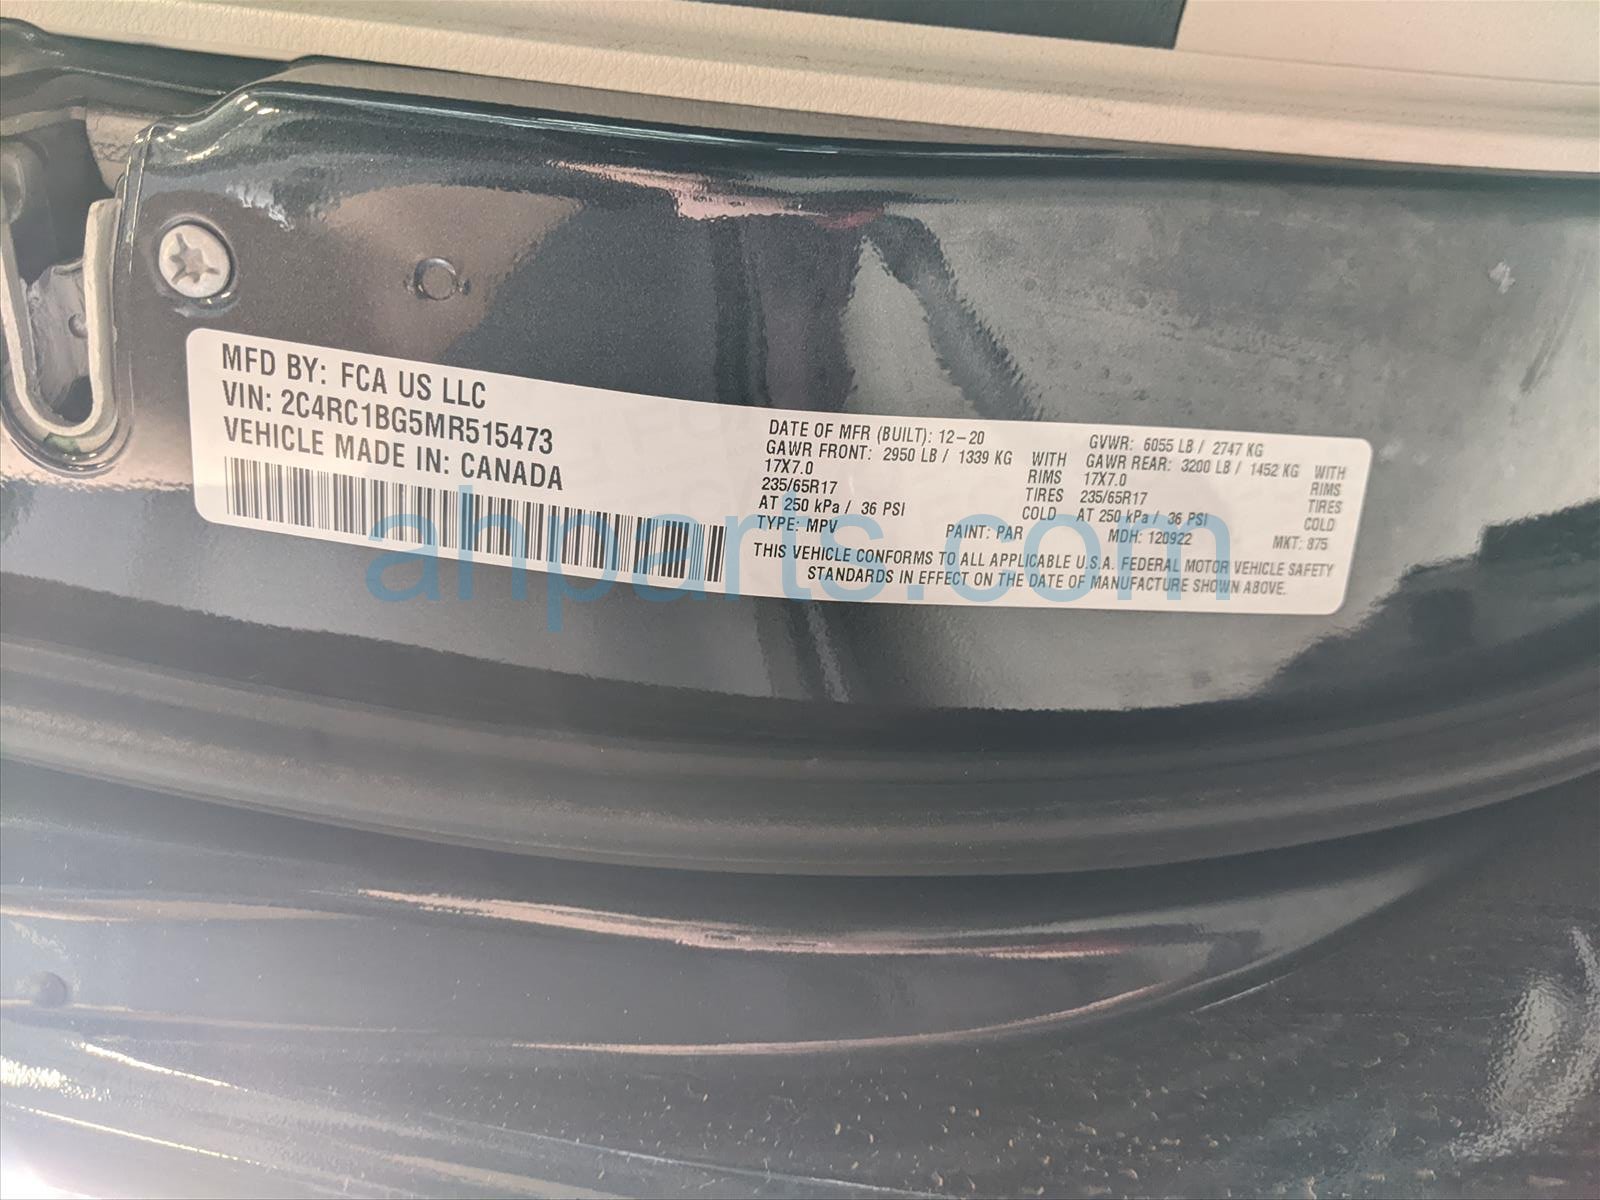 MFD BY: FCA US LLC
VIN: 2C4RC1BG5MR515473
VEHICLE MADE IN: CANADA
DATE OF MFR (BUILT): 12-20
GAWR FRONT: 2950 LB / 1339 KG WITH
17X7.0 RIMS
235/65R17 TIRES
AT 250 kPa / 36 PSI COLD
TYPE: MPV PAINT: PAR
GVWR: 6055 LB / 2747 KG
GAWR REAR: 3200 LB / 1452 KG WITH
17X7.0 RIMS
235/65R17 TIRES
AT 250 kPa / 36 PSI COLD
MDH: 120922 MKT: 875
THIS VEHICLE CONFORMS TO ALL APPLICABLE U.S.A. FEDERAL MOTOR VEHICLE SAFETY
STANDARDS IN EFFECT ON THE DATE OF MANUFACTURE SHOWN ABOVE.
ahparts.com